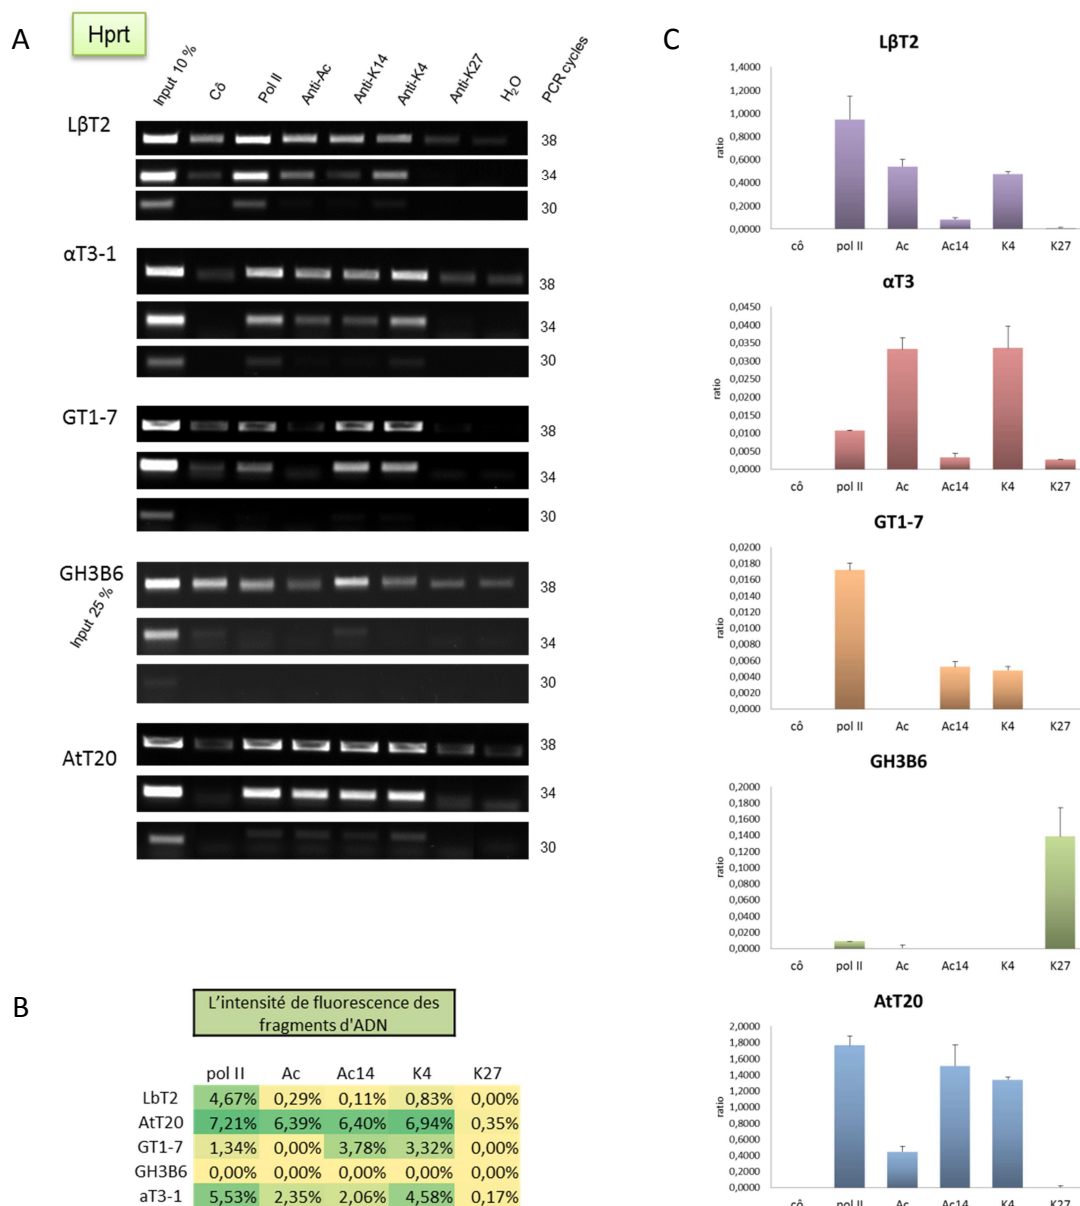 A
Hprt
Input 10 %
Cô
Pol II
Anti-Ac
Anti-K14
Anti-K4
Anti-K27
H₂O
PCR cycles
LβT2
38
34
30
αT3-1
38
34
30
GT1-7
38
34
30
GH3B6
Input 25 %
38
34
30
AtT20
38
34
30
B
L'intensité de fluorescence des
fragments d'ADN
pol II Ac Ac14 K4 K27
LbT2 4,67% 0,29% 0,11% 0,83% 0,00%
AtT20 7,21% 6,39% 6,40% 6,94% 0,35%
GT1-7 1,34% 0,00% 3,78% 3,32% 0,00%
GH3B6 0,00% 0,00% 0,00% 0,00% 0,00%
aT3-1 5,53% 2,35% 2,06% 4,58% 0,17%
C
LβT2
1,4000
1,2000
1,0000
0,8000
0,6000
0,4000
0,2000
0,0000
ratio
cô pol II Ac Ac14 K4 K27
αT3
0,0450
0,0400
0,0350
0,0300
0,0250
0,0200
0,0150
0,0100
0,0050
0,0000
ratio
cô pol II Ac Ac14 K4 K27
GT1-7
0,0200
0,0180
0,0160
0,0140
0,0120
0,0100
0,0080
0,0060
0,0040
0,0020
0,0000
ratio
cô pol II Ac Ac14 K4 K27
GH3B6
0,2000
0,1800
0,1600
0,1400
0,1200
0,1000
0,0800
0,0600
0,0400
0,0200
0,0000
ratio
cô pol II Ac Ac14 K4 K27
AtT20
2,0000
1,8000
1,6000
1,4000
1,2000
1,0000
0,8000
0,6000
0,4000
0,2000
0,0000
ratio
cô pol II Ac Ac14 K4 K27